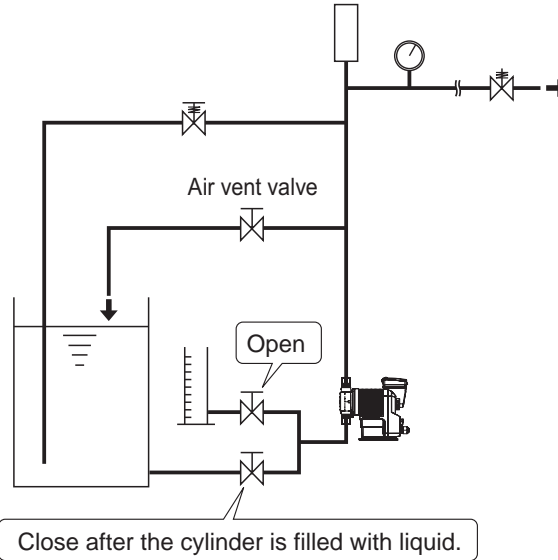 Air vent valve
Open
Close after the cylinder is filled with liquid.